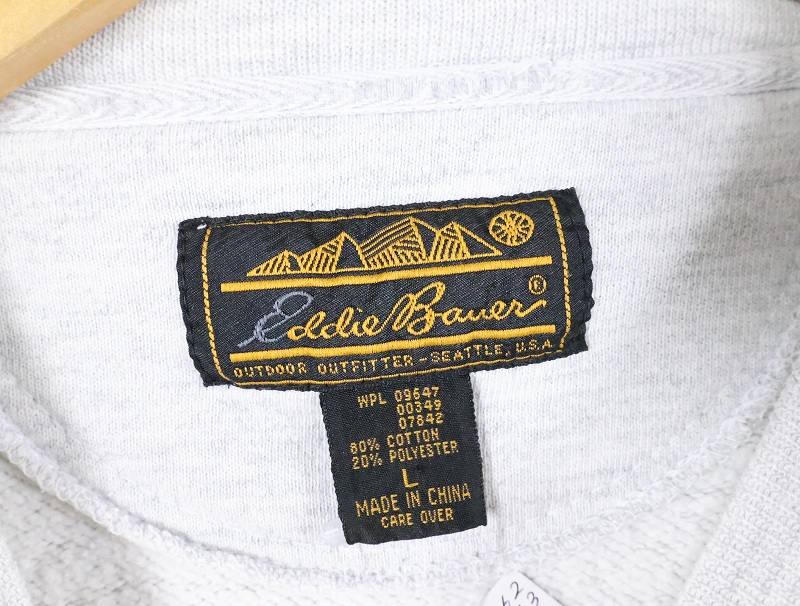 Eddie Bauer ®
OUTDOOR OUTFITTER - SEATTLE, U.S.A.
WPL 09647
00349
07842
80% COTTON
20% POLYESTER
L
MADE IN CHINA
CARE OVER